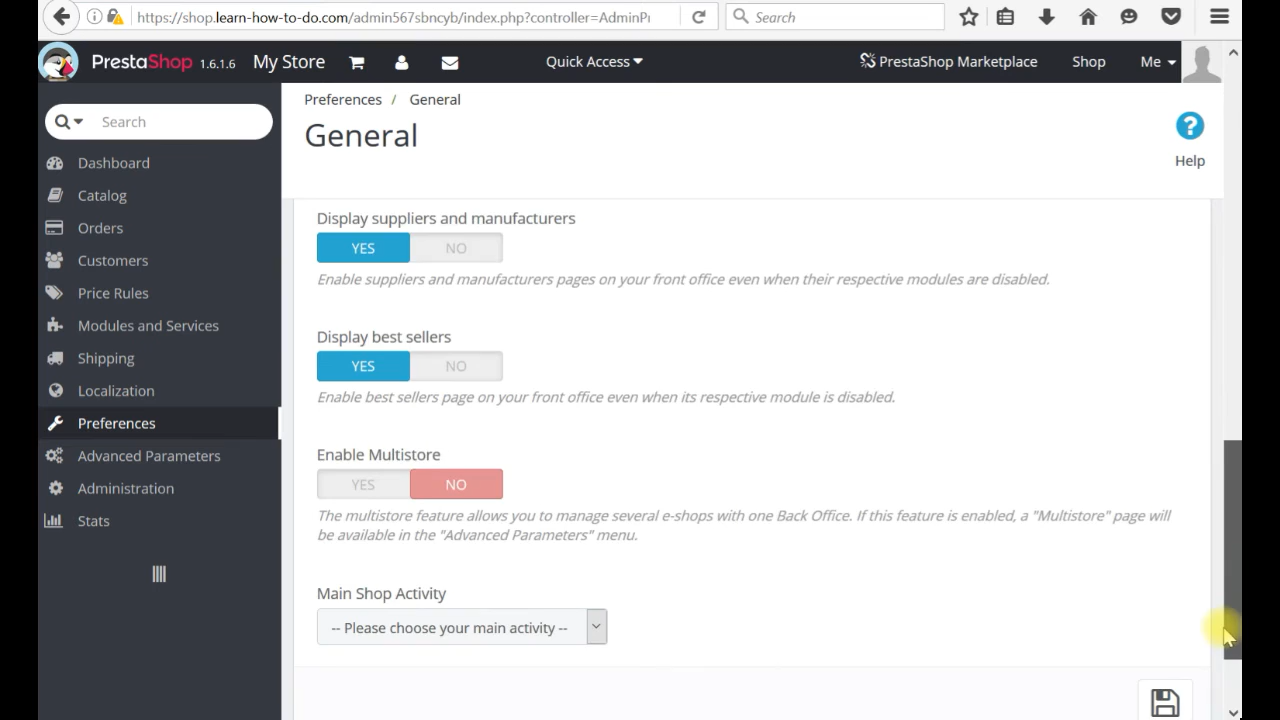 https://shop.learn-how-to-do.com/admin567sbncyb/index.php?controller=AdminPr
Search
PrestaShop 1.6.1.6 My Store Quick Access PrestaShop Marketplace Shop Me
Search
Dashboard
Catalog
Orders
Customers
Price Rules
Modules and Services
Shipping
Localization
Preferences
Advanced Parameters
Administration
Stats
Preferences / General
General
? Help
Display suppliers and manufacturers
YES NO
Enable suppliers and manufacturers pages on your front office even when their respective modules are disabled.
Display best sellers
YES NO
Enable best sellers page on your front office even when its respective module is disabled.
Enable Multistore
YES NO
The multistore feature allows you to manage several e-shops with one Back Office. If this feature is enabled, a "Multistore" page will
be available in the "Advanced Parameters" menu.
Main Shop Activity
-- Please choose your main activity --